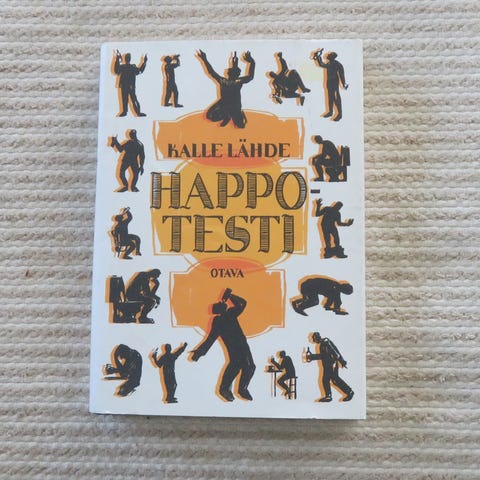 KALLE LÄHDE
HAPPO-
TESTI
OTAVA